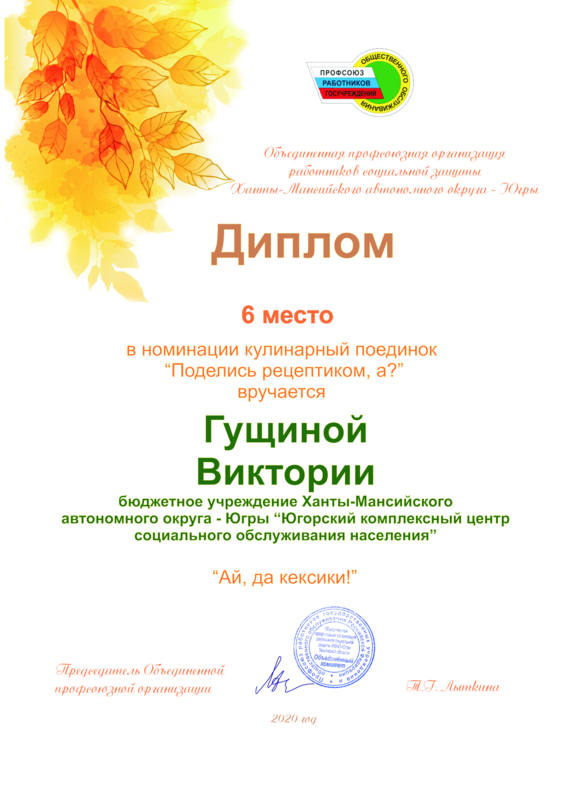 ПРОФСОЮЗ
РАБОТНИКОВ
ГОСУЧРЕЖДЕНИЙ
ОБЩЕСТВЕННОГО ОБСЛУЖИВАНИЯ
Объединенная профсоюзная организация
работников социальной защиты
Ханты-Мансийского автономного округа - Югры
Диплом
6 место
в номинации кулинарный поединок
“Поделись рецептиком, а?”
вручается
Гущиной
Виктории
бюджетное учреждение Ханты-Мансийского
автономного округа - Югры “Югорский комплексный центр
социального обслуживания населения”
“Ай, да кексики!”
Объединенный
комитет
Председатель Объединенной
профсоюзной организации
Т.Г. Лыткина
2020 год